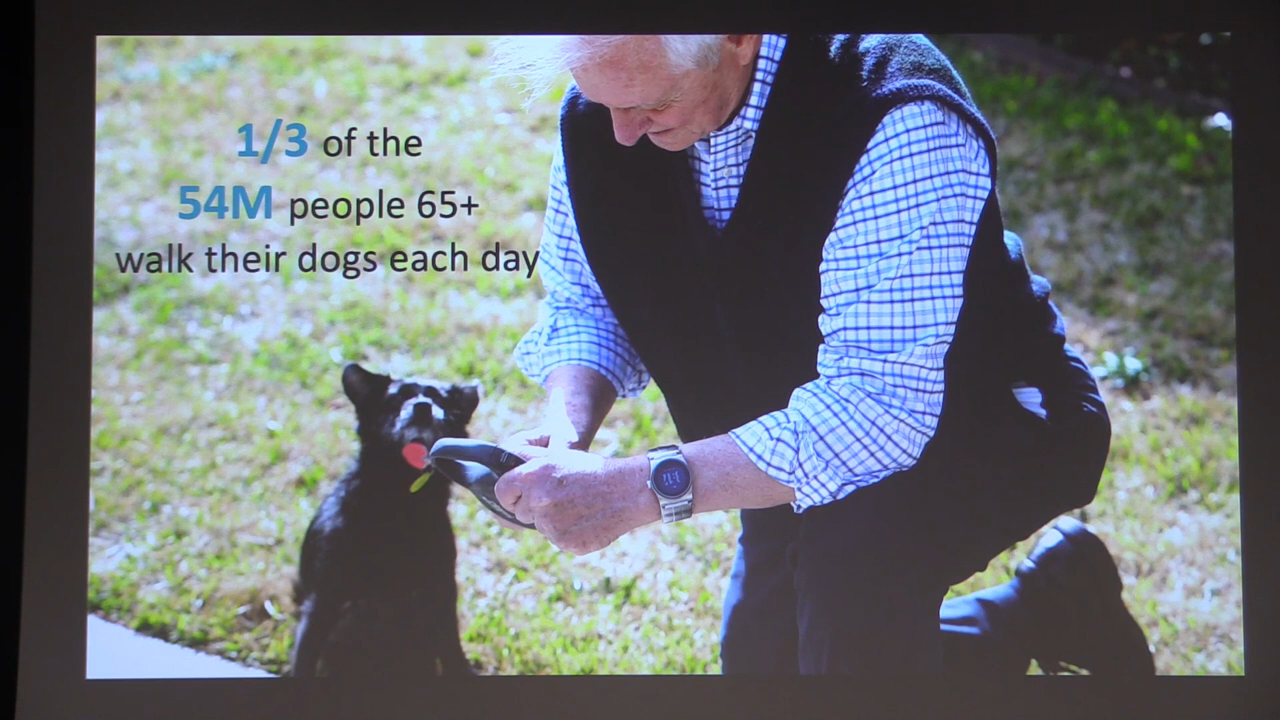 1/3 of the
54M people 65+
walk their dogs each day